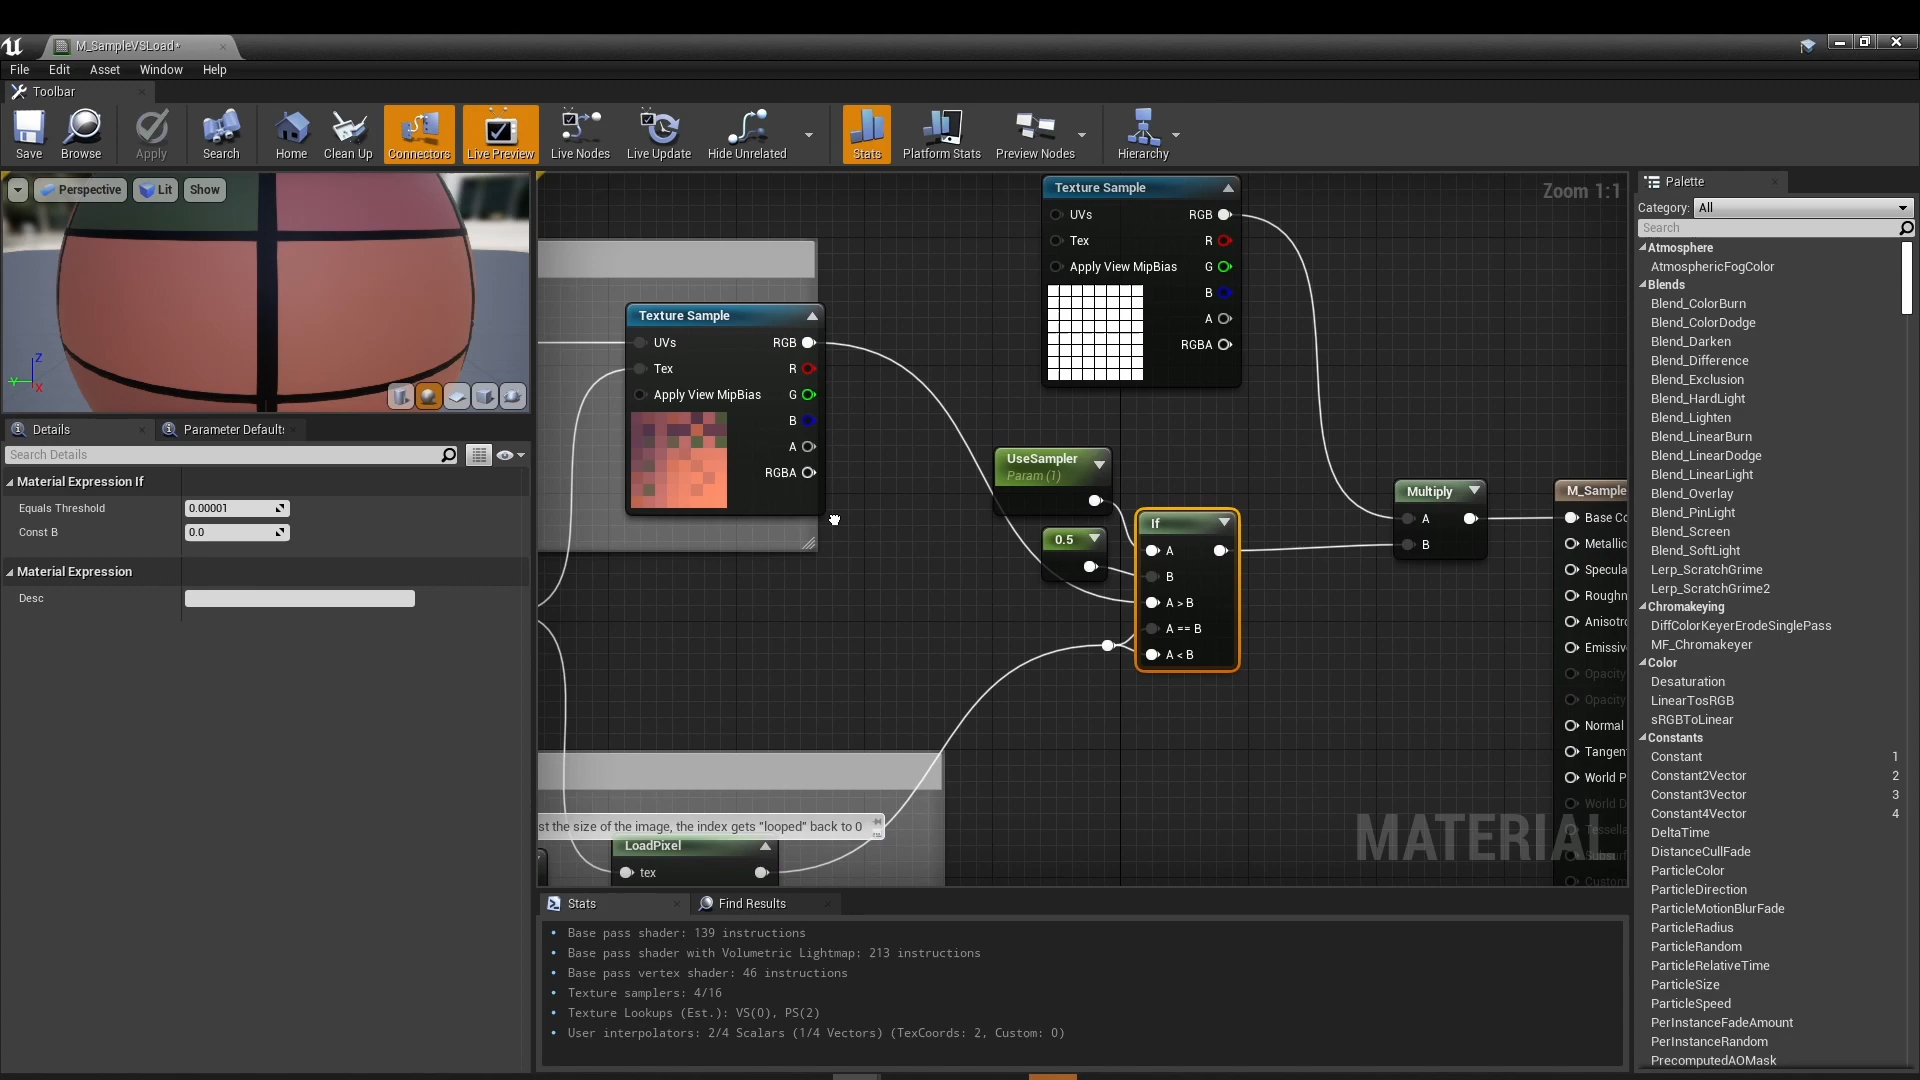 M_SampleVSLoad*
File Edit Asset Window Help
Toolbar
Save Browse Apply Search Home Clean Up Connectors Live Preview Live Nodes Live Update Hide Unrelated Stats Platform Stats Preview Nodes Hierarchy
Perspective Lit Show
Z
Y
X
Details
Parameter Defaults
Search Details
Material Expression If
Equals Threshold 0.00001
Const B 0.0
Material Expression
Desc
Zoom 1:1
Texture Sample
UVs RGB
Tex R
Apply View MipBias G
B
A
RGBA
Texture Sample
UVs RGB
Tex R
Apply View MipBias G
B
A
RGBA
UseSampler
Param (1)
0.5
If
A
B
A > B
A == B
A < B
Multiply
A
B
M_Sample
Base Co
Metallic
Specula
Roughn
Anisotro
Emissiv
Opacity
Opacity
Normal
Tangen
World P
World D
Tessella
Subsurf
Custom
MATERIAL
st the size of the image, the index gets "looped" back to 0
LoadPixel
tex
Stats
Find Results
• Base pass shader: 139 instructions
• Base pass shader with Volumetric Lightmap: 213 instructions
• Base pass vertex shader: 46 instructions
• Texture samplers: 4/16
• Texture Lookups (Est.): VS(0), PS(2)
• User interpolators: 2/4 Scalars (1/4 Vectors) (TexCoords: 2, Custom: 0)
Palette
Category: All
Search
Atmosphere
AtmosphericFogColor
Blends
Blend_ColorBurn
Blend_ColorDodge
Blend_Darken
Blend_Difference
Blend_Exclusion
Blend_HardLight
Blend_Lighten
Blend_LinearBurn
Blend_LinearDodge
Blend_LinearLight
Blend_Overlay
Blend_PinLight
Blend_Screen
Blend_SoftLight
Lerp_ScratchGrime
Lerp_ScratchGrime2
Chromakeying
DiffColorKeyerErodeSinglePass
MF_Chromakeyer
Color
Desaturation
LinearTosRGB
sRGBToLinear
Constants
Constant 1
Constant2Vector 2
Constant3Vector 3
Constant4Vector 4
DeltaTime
DistanceCullFade
ParticleColor
ParticleDirection
ParticleMotionBlurFade
ParticleRadius
ParticleRandom
ParticleRelativeTime
ParticleSize
ParticleSpeed
PerInstanceFadeAmount
PerInstanceRandom
PrecomputedAOMask